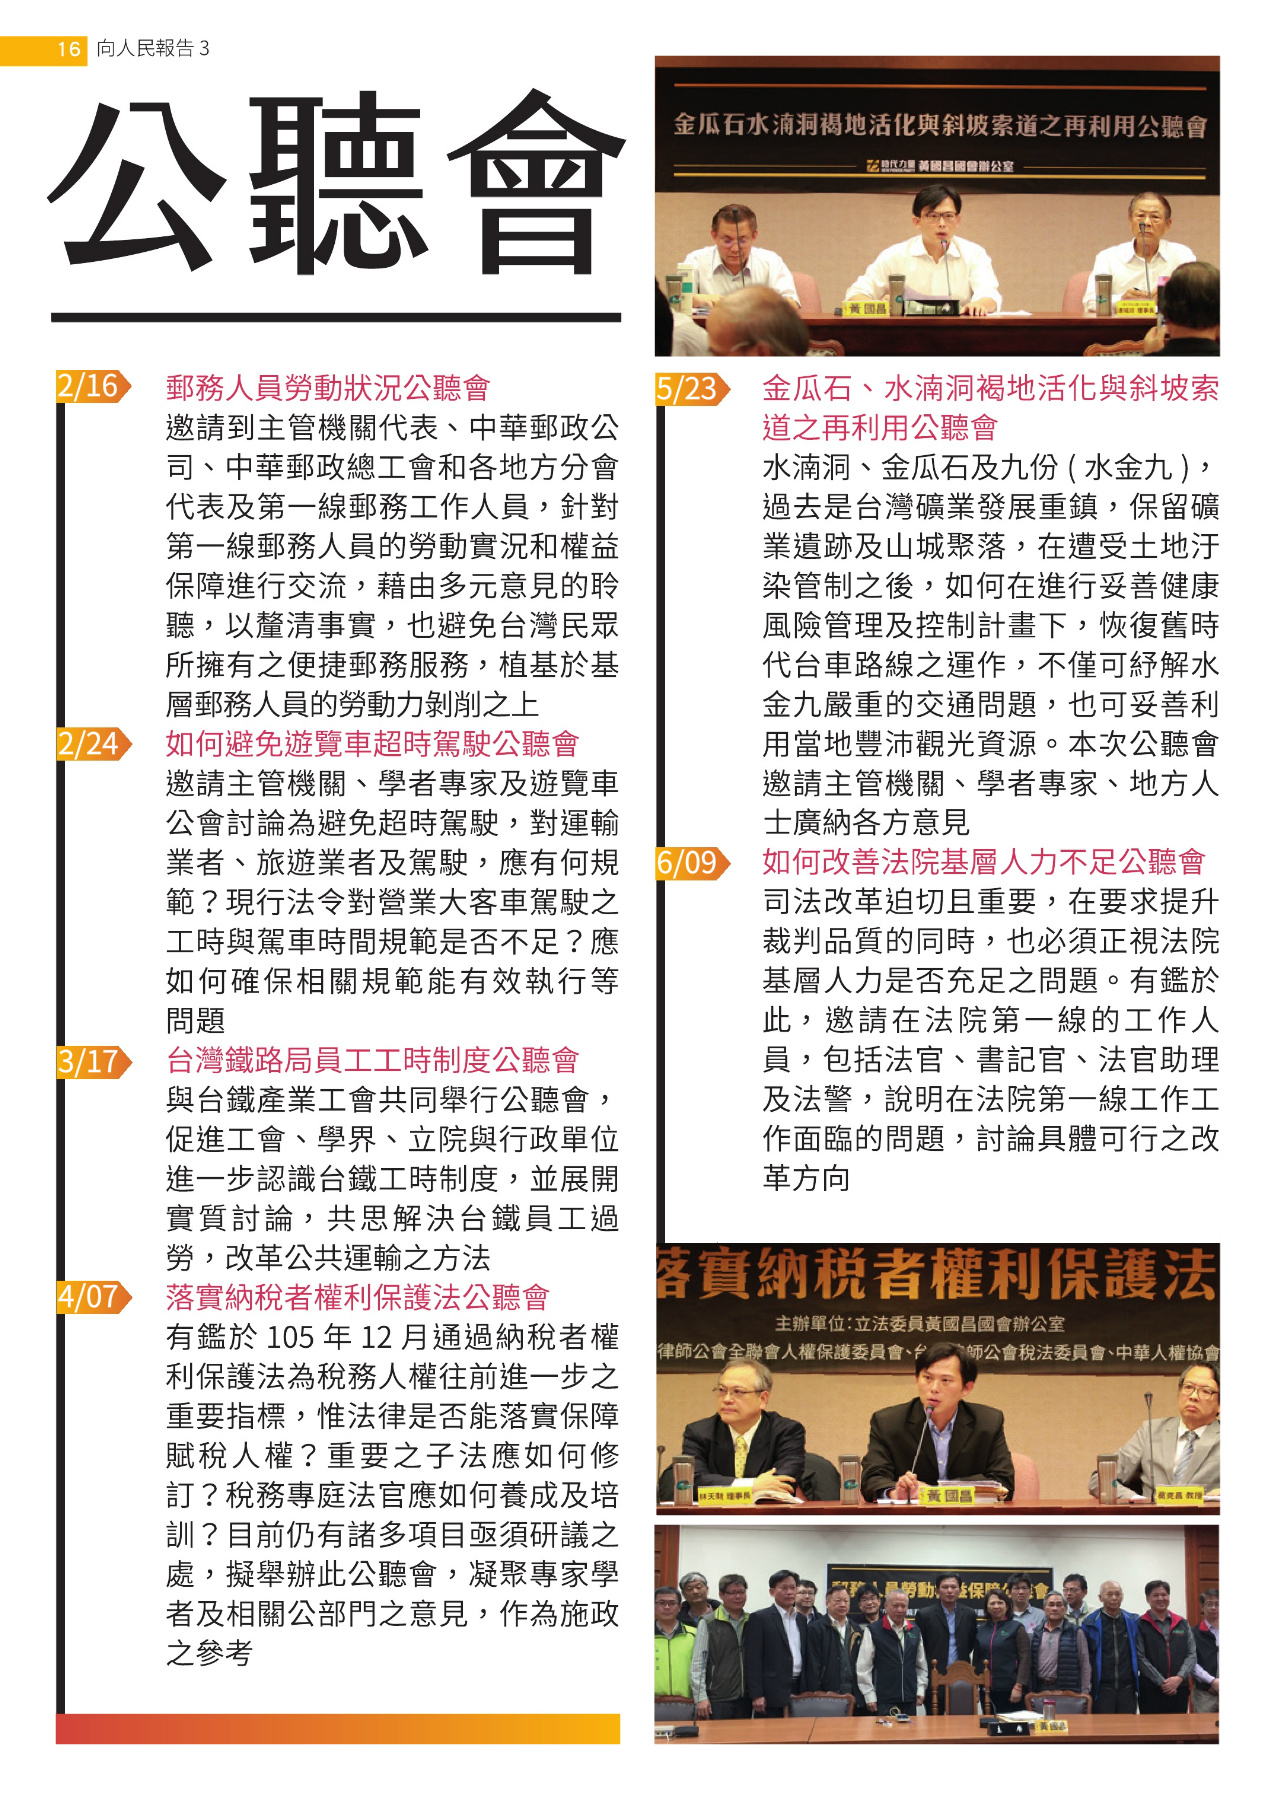 16 向人民報告 3
公聽會
2/16 郵務人員勞動狀況公聽會
邀請到主管機關代表、中華郵政公
司、中華郵政總工會和各地方分會
代表及第一線郵務工作人員，針對
第一線郵務人員的勞動實況和權益
保障進行交流，藉由多元意見的聆
聽，以釐清事實，也避免台灣民眾
所擁有之便捷郵務服務，植基於基
層郵務人員的勞動力剝削之上
2/24 如何避免遊覽車超時駕駛公聽會
邀請主管機關、學者專家及遊覽車
公會討論為避免超時駕駛，對運輸
業者、旅遊業者及駕駛，應有何規
範？現行法令對營業大客車駕駛之
工時與駕車時間規範是否不足？應
如何確保相關規範能有效執行等
問題
3/17 台灣鐵路局員工工時制度公聽會
與台鐵產業工會共同舉行公聽會，
促進工會、學界、立院與行政單位
進一步認識台鐵工時制度，並展開
實質討論，共思解決台鐵員工過
勞，改革公共運輸之方法
4/07 落實納稅者權利保護法公聽會
有鑑於 105 年 12 月通過納稅者權
利保護法為稅務人權往前進一步之
重要指標，惟法律是否能落實保障
賦稅人權？重要之子法應如何修
訂？稅務專庭法官應如何養成及培
訓？目前仍有諸多項目亟須研議之
處，擬舉辦此公聽會，凝聚專家學
者及相關公部門之意見，作為施政
之參考
金瓜石水湳洞褐地活化與斜坡索道之再利用公聽會
時代力量 黃國昌國會辦公室
黃國昌
5/23 金瓜石、水湳洞褐地活化與斜坡索
道之再利用公聽會
水湳洞、金瓜石及九份 ( 水金九 )，
過去是台灣礦業發展重鎮，保留礦
業遺跡及山城聚落，在遭受土地汙
染管制之後，如何在進行妥善健康
風險管理及控制計畫下，恢復舊時
代台車路線之運作，不僅可紓解水
金九嚴重的交通問題，也可妥善利
用當地豐沛觀光資源。本次公聽會
邀請主管機關、學者專家、地方人
士廣納各方意見
6/09 如何改善法院基層人力不足公聽會
司法改革迫切且重要，在要求提升
裁判品質的同時，也必須正視法院
基層人力是否充足之問題。有鑑於
此，邀請在法院第一線的工作人
員，包括法官、書記官、法官助理
及法警，說明在法院第一線工作工
作面臨的問題，討論具體可行之改
革方向
落實納稅者權利保護法
主辦單位:立法委員黃國昌國會辦公室
律師公會全聯會人權保護委員會、台 師公會稅法委員會、中華人權協會
理事長
黃國昌
教授
郵務人員勞動 益保障公 會
黃國昌